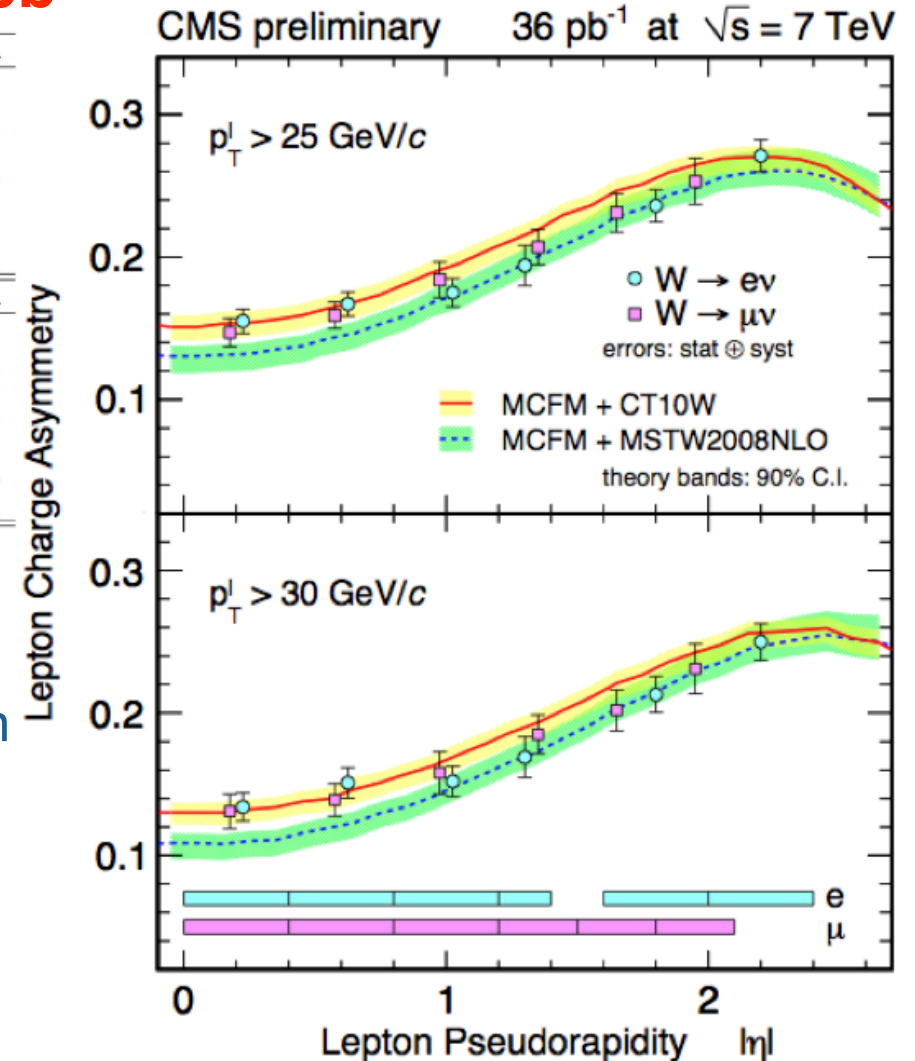 CMS preliminary 36 pb-1 at √s = 7 TeV
0.3
pTl > 25 GeV/c
0.2
W → eν
W → μν
errors: stat ⊕ syst
0.1
MCFM + CT10W
MCFM + MSTW2008NLO
theory bands: 90% C.l.
Lepton Charge Asymmetry
0.3
pTl > 30 GeV/c
0.2
0.1
e
μ
0 1 2
Lepton Pseudorapidity |η|